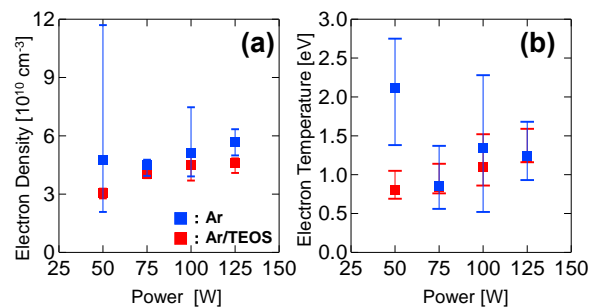 (a)
Electron Density [10¹⁰ cm⁻³]
12
9
6
3
0
: Ar
: Ar/TEOS
25 50 75 100 125 150
Power [W]
(b)
Electron Temperature [eV]
3.0
2.5
2.0
1.5
1.0
0.5
0.0
25 50 75 100 125 150
Power [W]